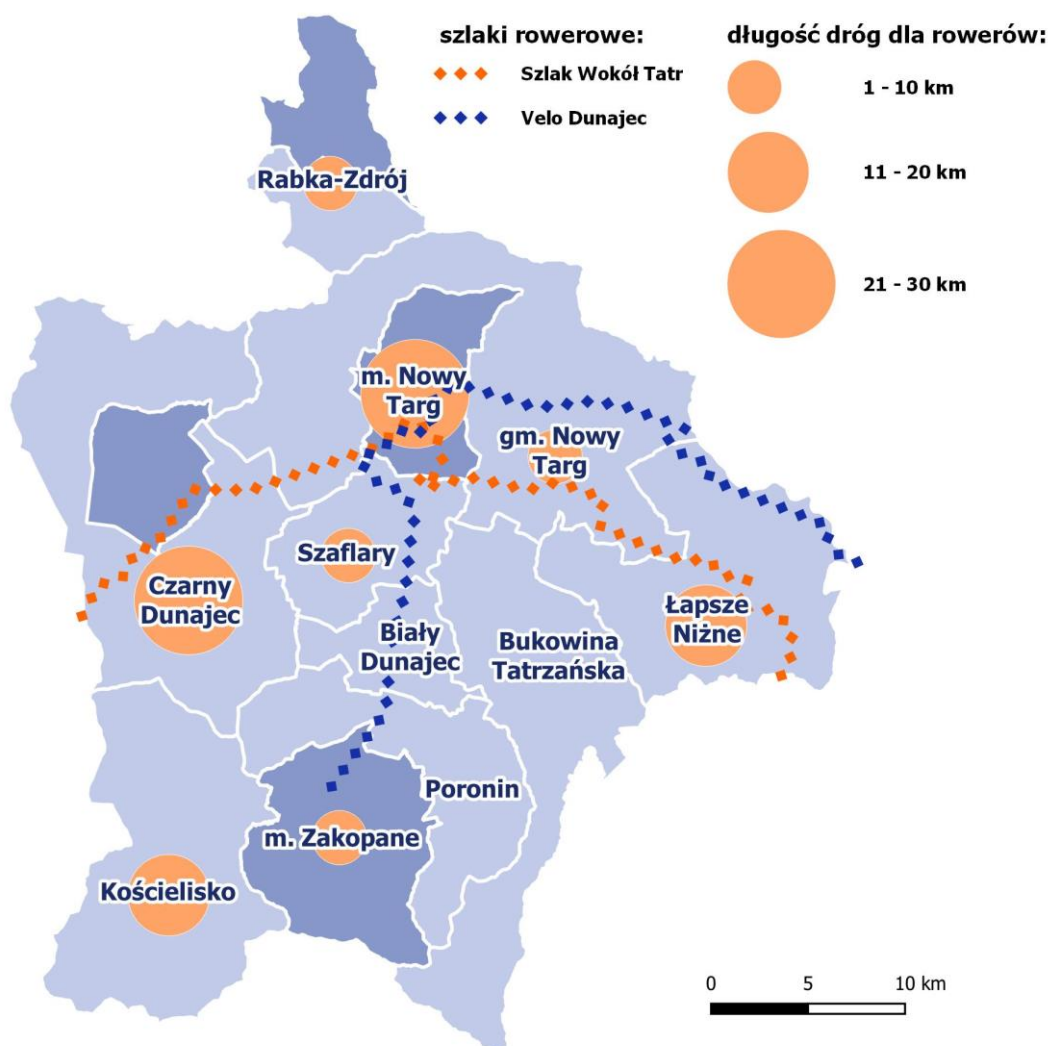 szlaki rowerowe:
Szlak Wokół Tatr
Velo Dunajec
długość dróg dla rowerów:
1 - 10 km
11 - 20 km
21 - 30 km
Rabka-Zdrój
m. Nowy
Targ
gm. Nowy
Targ
Szaflary
Czarny
Dunajec
Łapsze
Niżne
Biały
Dunajec
Bukowina
Tatrzańska
Poronin
m. Zakopane
Kościelisko
0 5 10 km